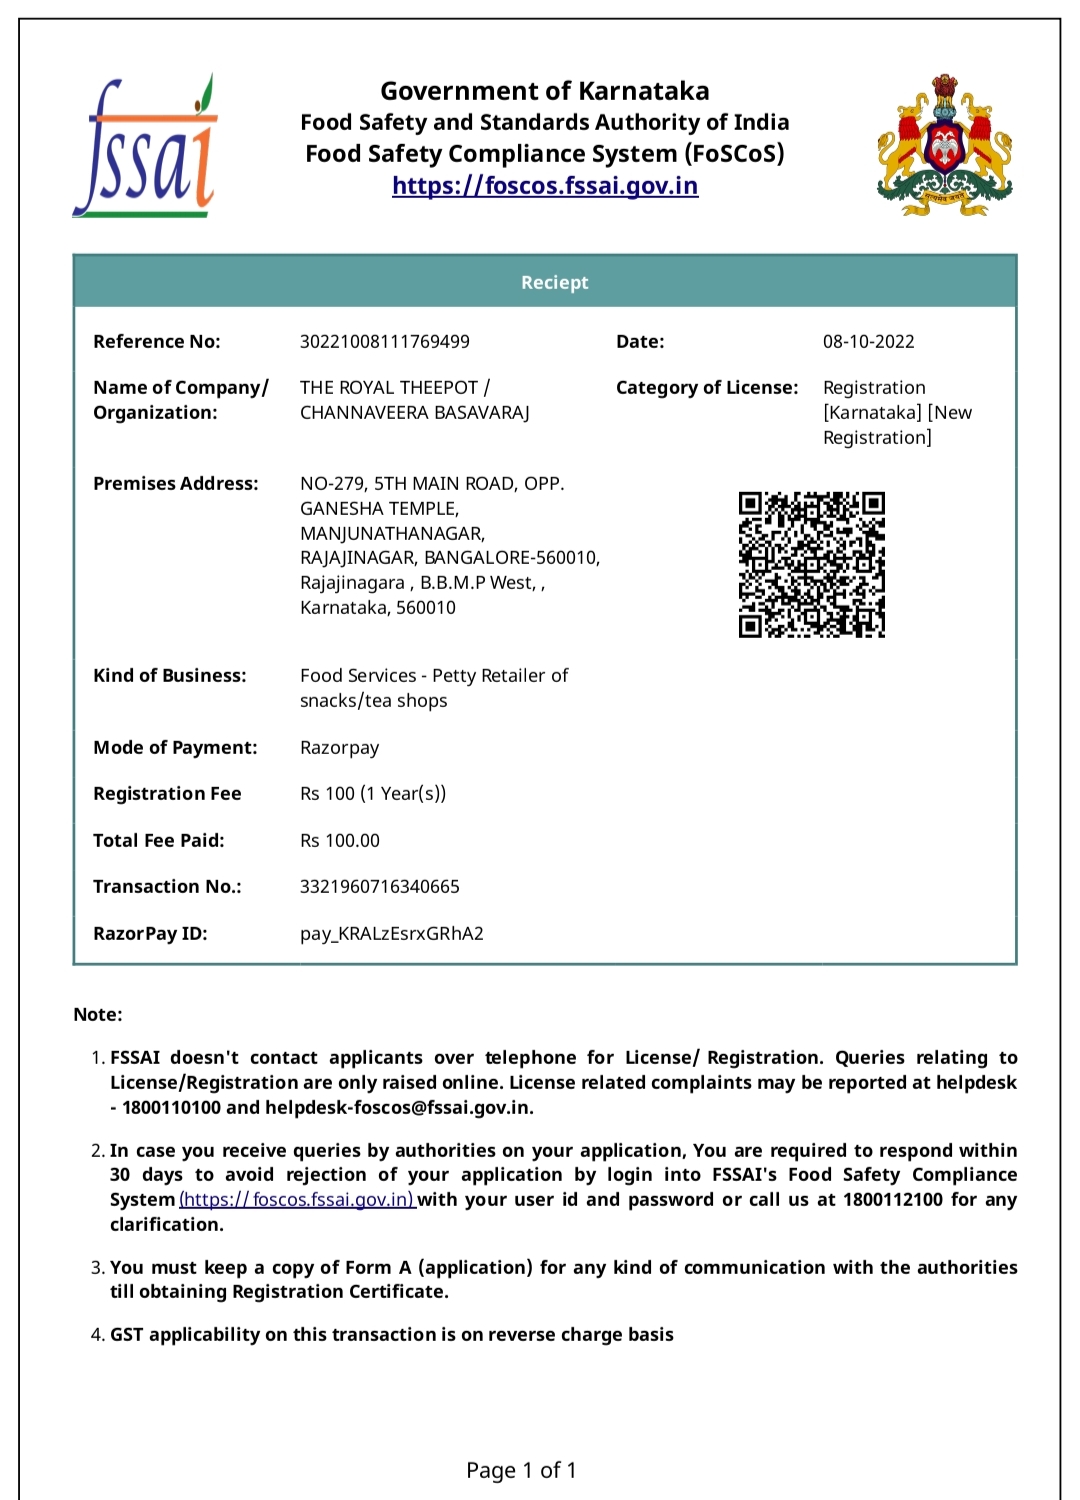 fssai
Government of Karnataka
Food Safety and Standards Authority of India
Food Safety Compliance System (FoSCoS)
https://foscos.fssai.gov.in
सत्यमेव जयते
Reciept
Reference No: 30221008111769499 Date: 08-10-2022
Name of Company/ THE ROYAL THEEPOT / Category of License: Registration
Organization: CHANNAVEERA BASAVARAJ [Karnataka] [New
Registration]
Premises Address: NO-279, 5TH MAIN ROAD, OPP.
GANESHA TEMPLE,
MANJUNATHANAGAR,
RAJAJINAGAR, BANGALORE-560010,
Rajajinagara , B.B.M.P West, ,
Karnataka, 560010
Kind of Business: Food Services - Petty Retailer of
snacks/tea shops
Mode of Payment: Razorpay
Registration Fee Rs 100 (1 Year(s))
Total Fee Paid: Rs 100.00
Transaction No.: 3321960716340665
RazorPay ID: pay_KRALzEsrxGRhA2
Note:
1. FSSAI doesn't contact applicants over telephone for License/ Registration. Queries relating to
License/Registration are only raised online. License related complaints may be reported at helpdesk
- 1800110100 and helpdesk-foscos@fssai.gov.in.
2. In case you receive queries by authorities on your application, You are required to respond within
30 days to avoid rejection of your application by login into FSSAI's Food Safety Compliance
System (https:// foscos.fssai.gov.in) with your user id and password or call us at 1800112100 for any
clarification.
3. You must keep a copy of Form A (application) for any kind of communication with the authorities
till obtaining Registration Certificate.
4. GST applicability on this transaction is on reverse charge basis
Page 1 of 1